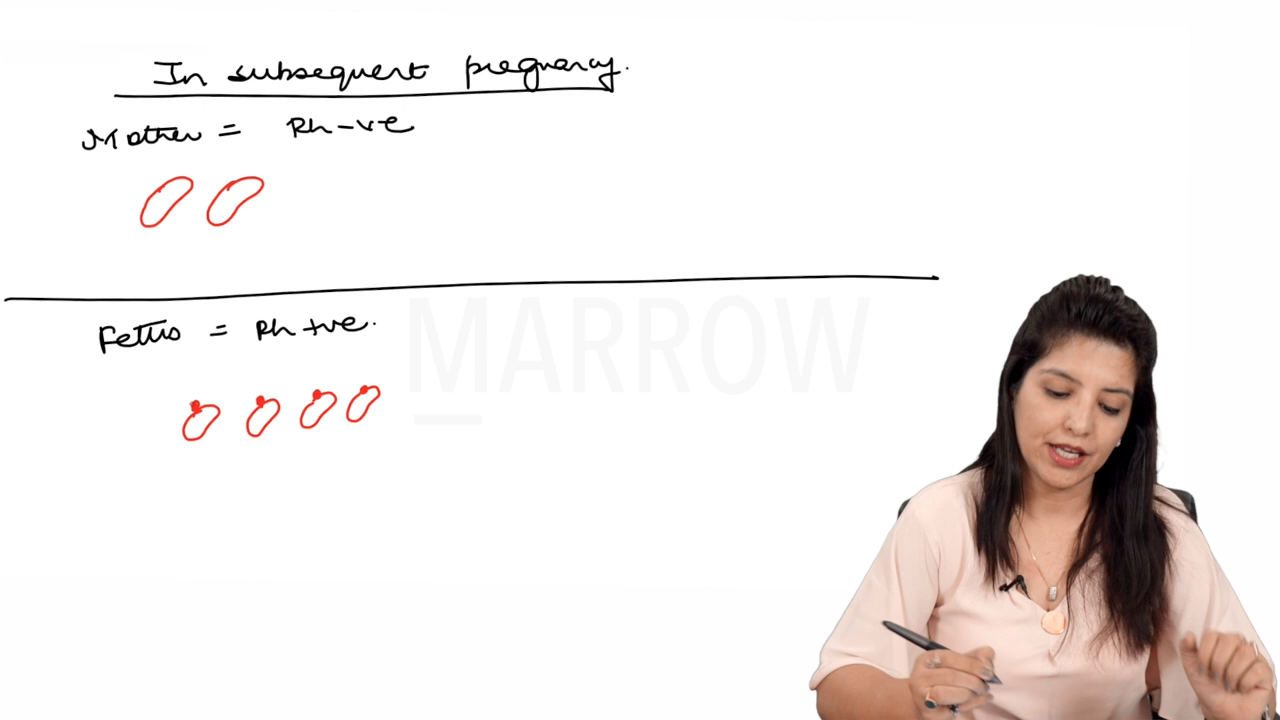 In subsequent pregnancy.
Mother = Rh-ve
Fetus = Rh +ve.
MARROW